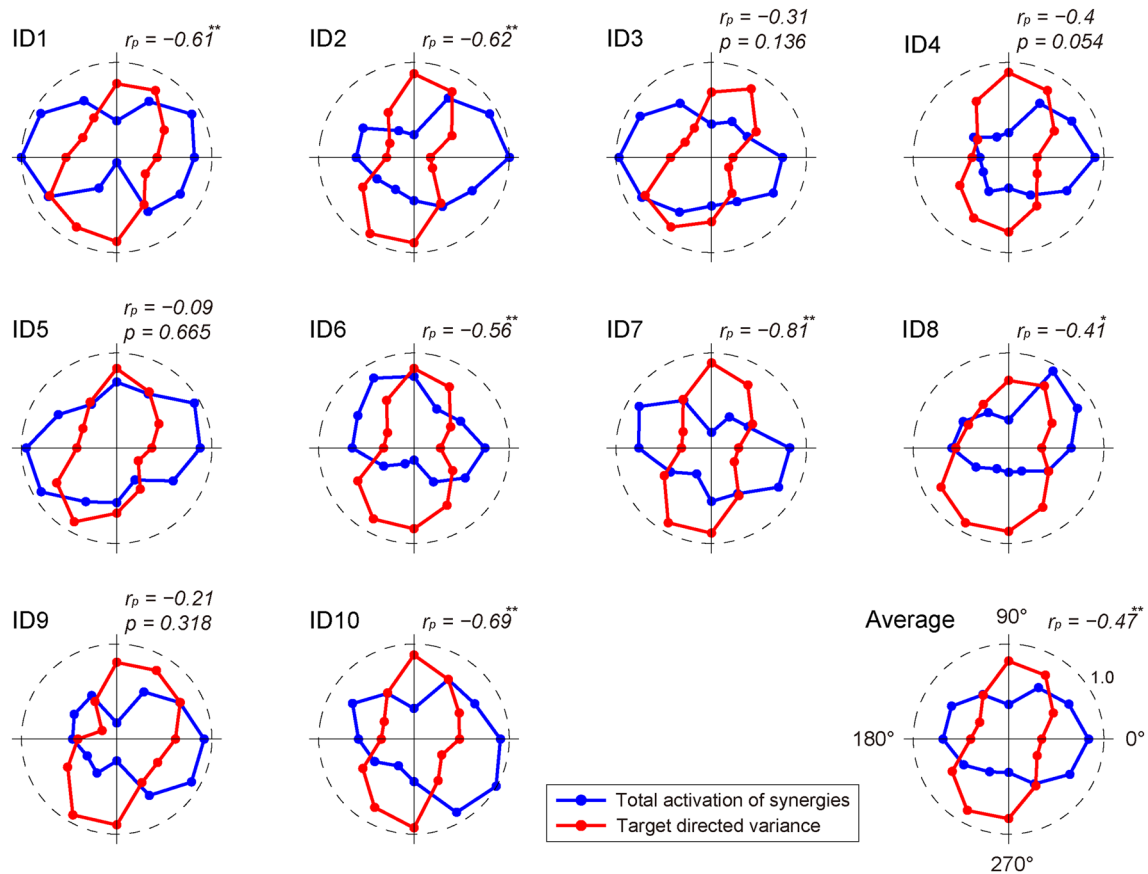 ID1
rp = −0.61**
ID2
rp = −0.62**
ID3
rp = −0.31
p = 0.136
ID4
rp = −0.4
p = 0.054
ID5
rp = −0.09
p = 0.665
ID6
rp = −0.56**
ID7
rp = −0.81**
ID8
rp = −0.41*
ID9
rp = −0.21
p = 0.318
ID10
rp = −0.69**
Average
90°
rp = −0.47**
1.0
180°
0°
270°
Total activation of synergies
Target directed variance